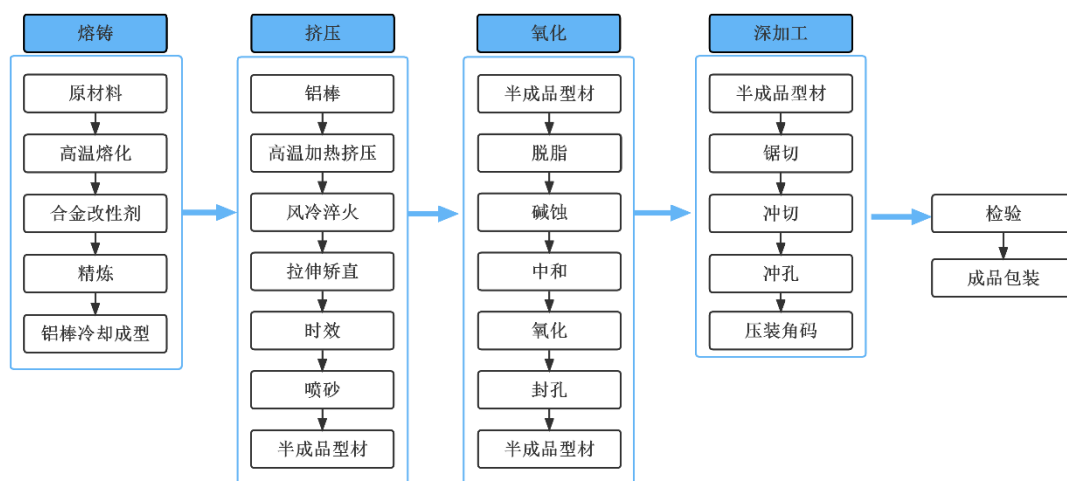 熔铸
原材料
高温熔化
合金改性剂
精炼
铝棒冷却成型
挤压
铝棒
高温加热挤压
风冷淬火
拉伸矫直
时效
喷砂
半成品型材
氧化
半成品型材
脱脂
碱蚀
中和
氧化
封孔
半成品型材
深加工
半成品型材
锯切
冲切
冲孔
压装角码
检验
成品包装